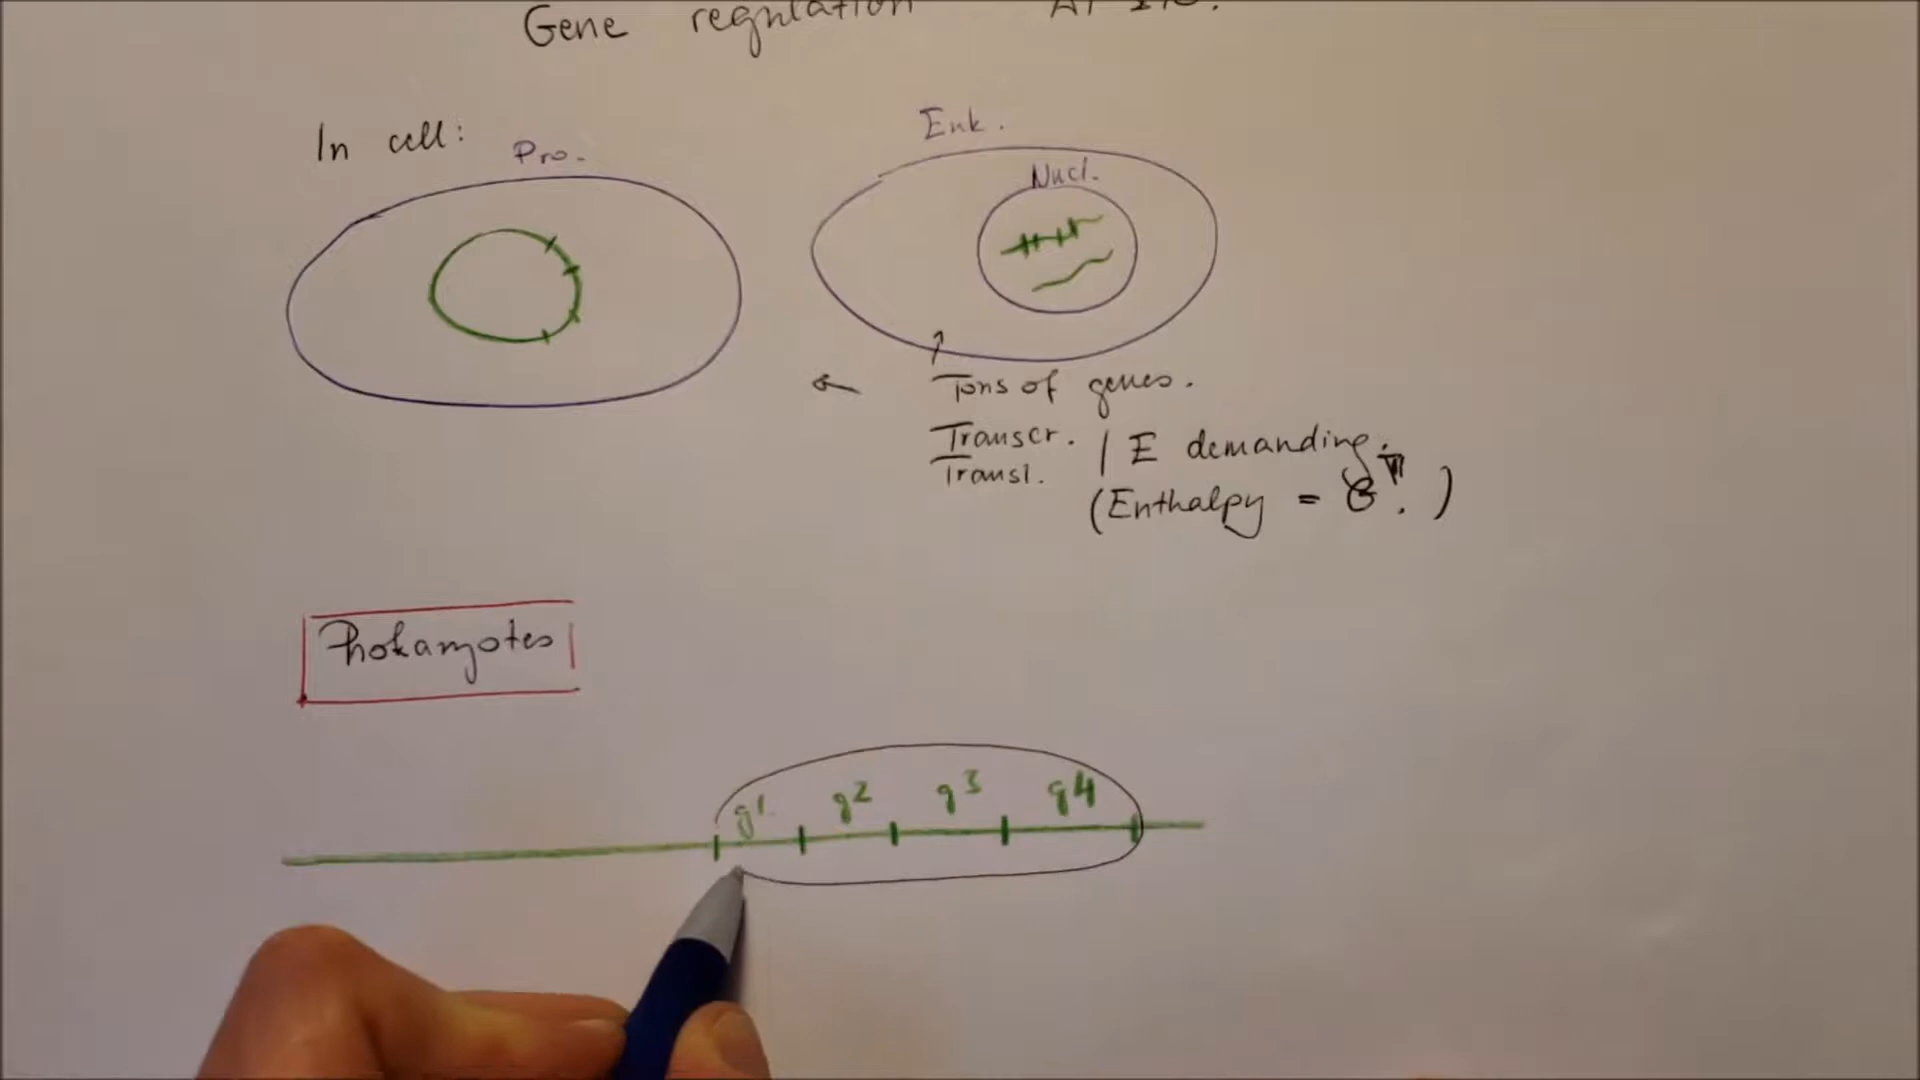 Gene regulation
In cell:
Pro.
Euk.
Nucl.
Tons of genes.
Transcr. | E demanding.
Transl.
(Enthalpy =
Prokaryotes
g1 g2 g3 g4